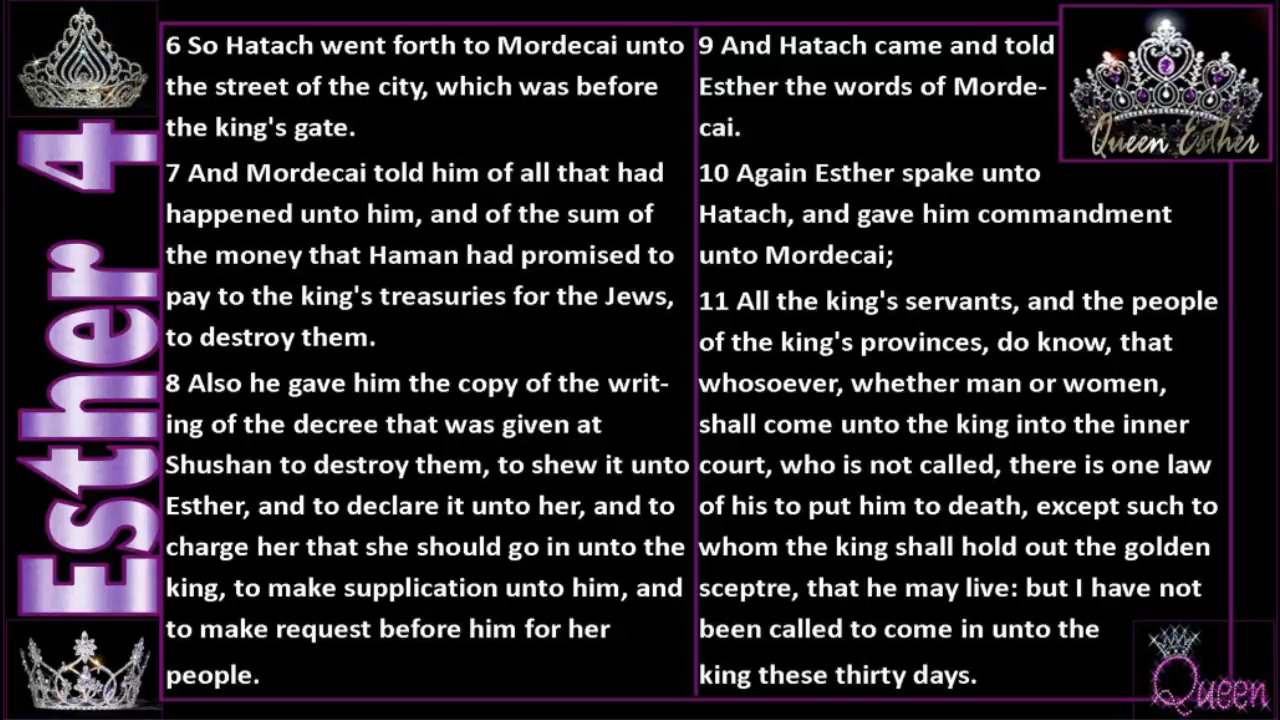 Esther 4
6 So Hatach went forth to Mordecai unto
the street of the city, which was before
the king's gate.
7 And Mordecai told him of all that had
happened unto him, and of the sum of
the money that Haman had promised to
pay to the king's treasuries for the Jews,
to destroy them.
8 Also he gave him the copy of the writ-
ing of the decree that was given at
Shushan to destroy them, to shew it unto
Esther, and to declare it unto her, and to
charge her that she should go in unto the
king, to make supplication unto him, and
to make request before him for her
people.
9 And Hatach came and told
Esther the words of Morde-
cai.
10 Again Esther spake unto
Hatach, and gave him commandment
unto Mordecai;
11 All the king's servants, and the people
of the king's provinces, do know, that
whosoever, whether man or women,
shall come unto the king into the inner
court, who is not called, there is one law
of his to put him to death, except such to
whom the king shall hold out the golden
sceptre, that he may live: but I have not
been called to come in unto the
king these thirty days.
Queen Esther
Queen